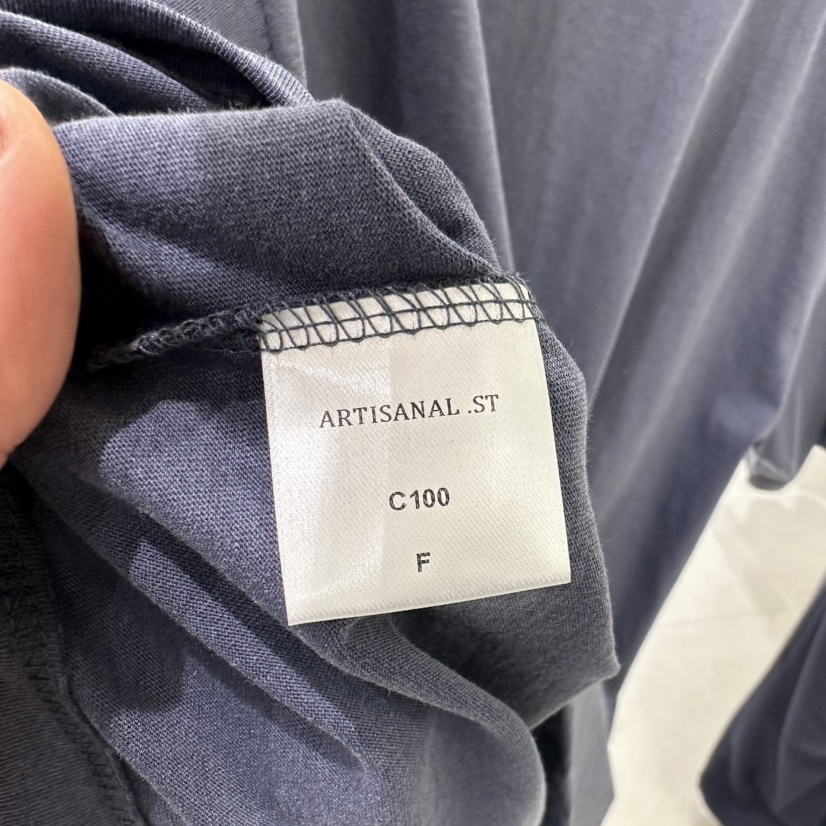 ARTISANAL .ST
C100
F